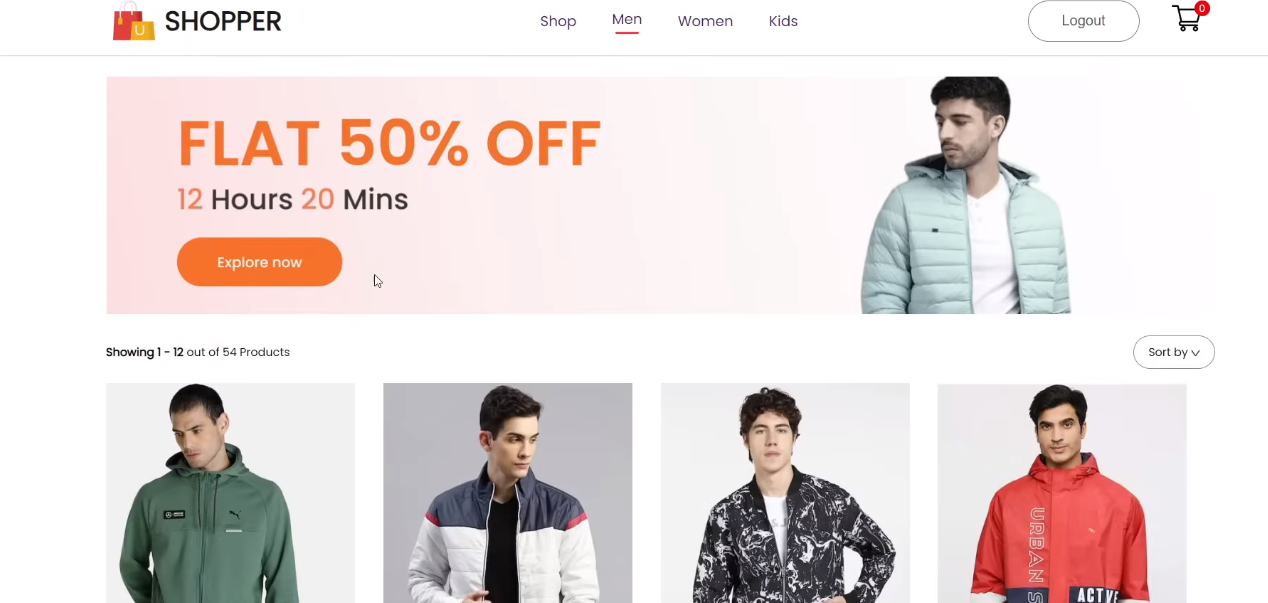 U SHOPPER
Shop Men Women Kids
Logout
0
FLAT 50% OFF
12 Hours 20 Mins
Explore now
Showing 1 - 12 out of 54 Products
Sort by
URBAN S
ACTVE